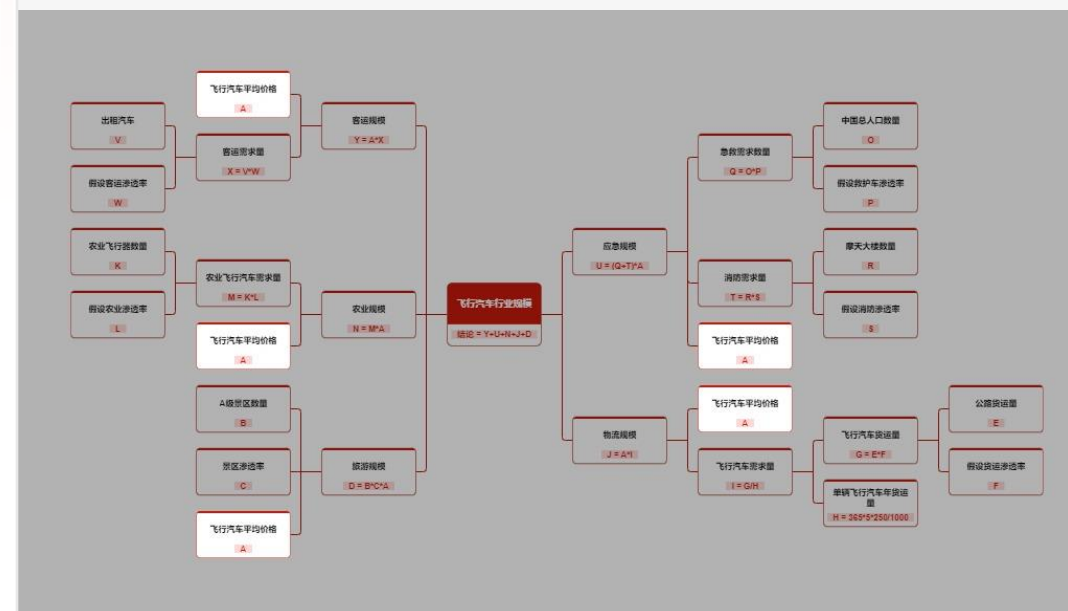 飞行汽车平均价格
A
出租汽车
V
假设客运渗透率
W
客运需求量
X = V*W
客运规模
Y = A*X
农业飞行器数量
K
假设农业渗透率
L
农业飞行汽车需求量
M = K*L
飞行汽车平均价格
A
农业规模
N = M*A
A级景区数量
B
景区渗透率
C
飞行汽车平均价格
A
旅游规模
D = B*C*A
飞行汽车行业规模
结论 = Y+U+N+J+D
应急规模
U = (Q+T)*A
急救需求数量
Q = O*P
中国总人口数量
O
假设救护车渗透率
P
消防需求量
T = R*S
摩天大楼数量
R
假设消防渗透率
S
飞行汽车平均价格
A
物流规模
J = A*I
飞行汽车平均价格
A
飞行汽车需求量
I = G/H
飞行汽车货运量
G = E*F
公路货运量
E
假设货运渗透率
F
单辆飞行汽车年货运
量
H = 365*5*250/1000